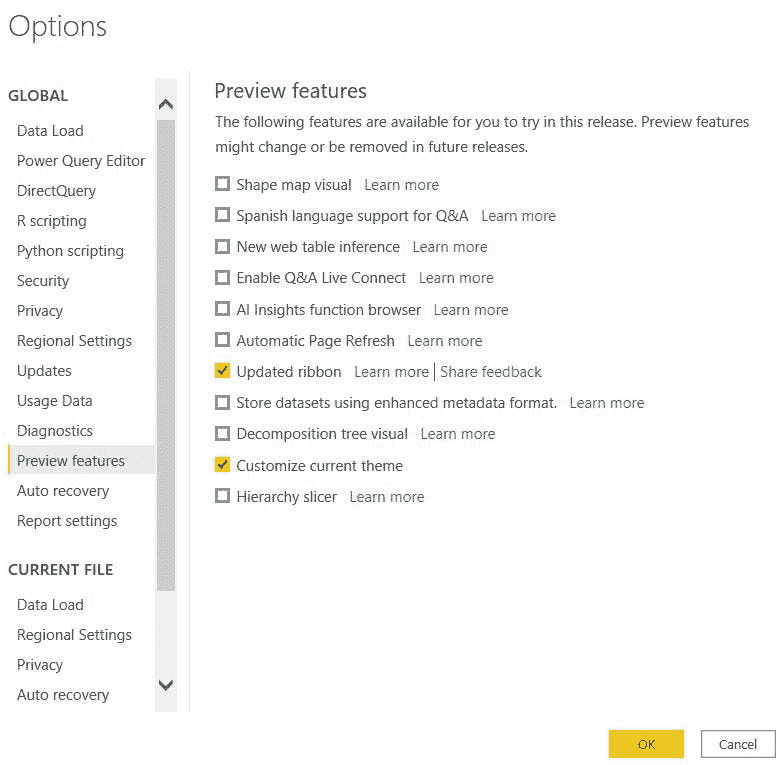 Options
GLOBAL
Data Load
Power Query Editor
DirectQuery
R scripting
Python scripting
Security
Privacy
Regional Settings
Updates
Usage Data
Diagnostics
Preview features
Auto recovery
Report settings
CURRENT FILE
Data Load
Regional Settings
Privacy
Auto recovery
Preview features
The following features are available for you to try in this release. Preview features
might change or be removed in future releases.
Shape map visual Learn more
Spanish language support for Q&A Learn more
New web table inference Learn more
Enable Q&A Live Connect Learn more
AI Insights function browser Learn more
Automatic Page Refresh Learn more
Updated ribbon Learn more | Share feedback
Store datasets using enhanced metadata format. Learn more
Decomposition tree visual Learn more
Customize current theme
Hierarchy slicer Learn more
OK Cancel